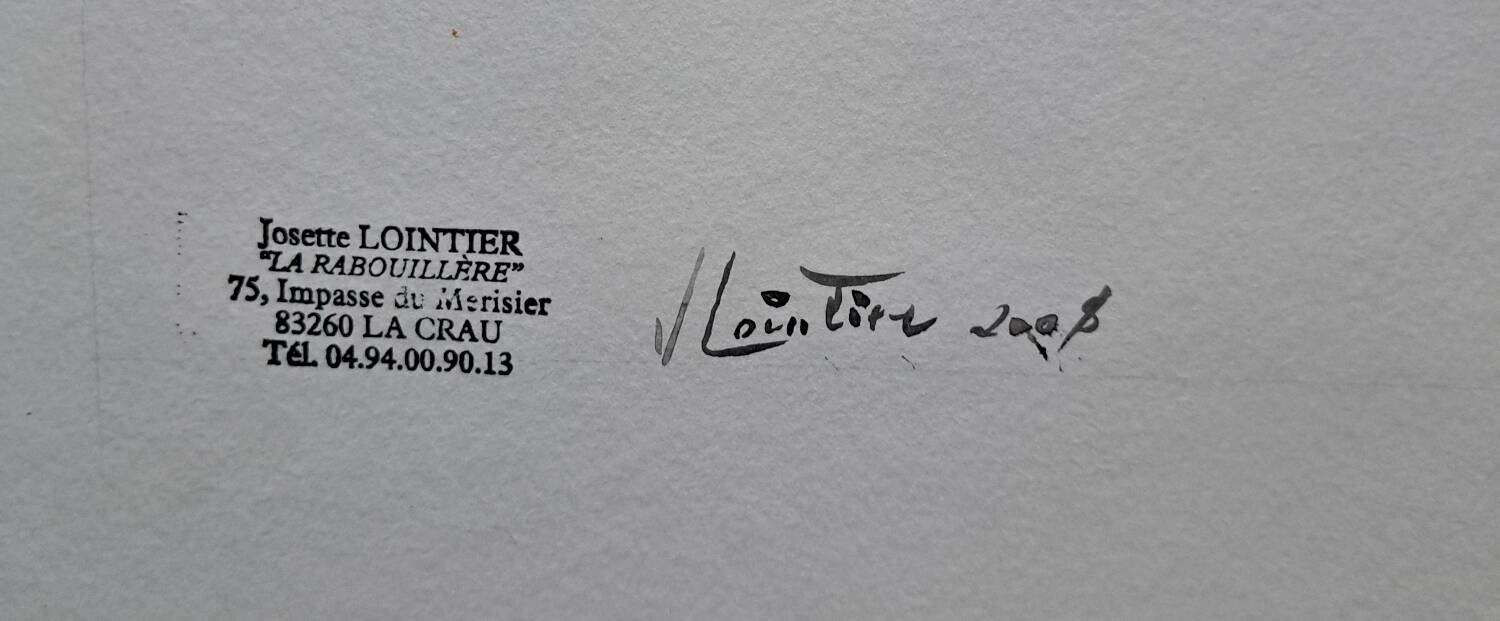 Josette LOINTIER
"LA RABOUILLÈRE"
75, Impasse du Merisier
83260 LA CRAU
Tél. 04.94.00.90.13
J Lointier 2008